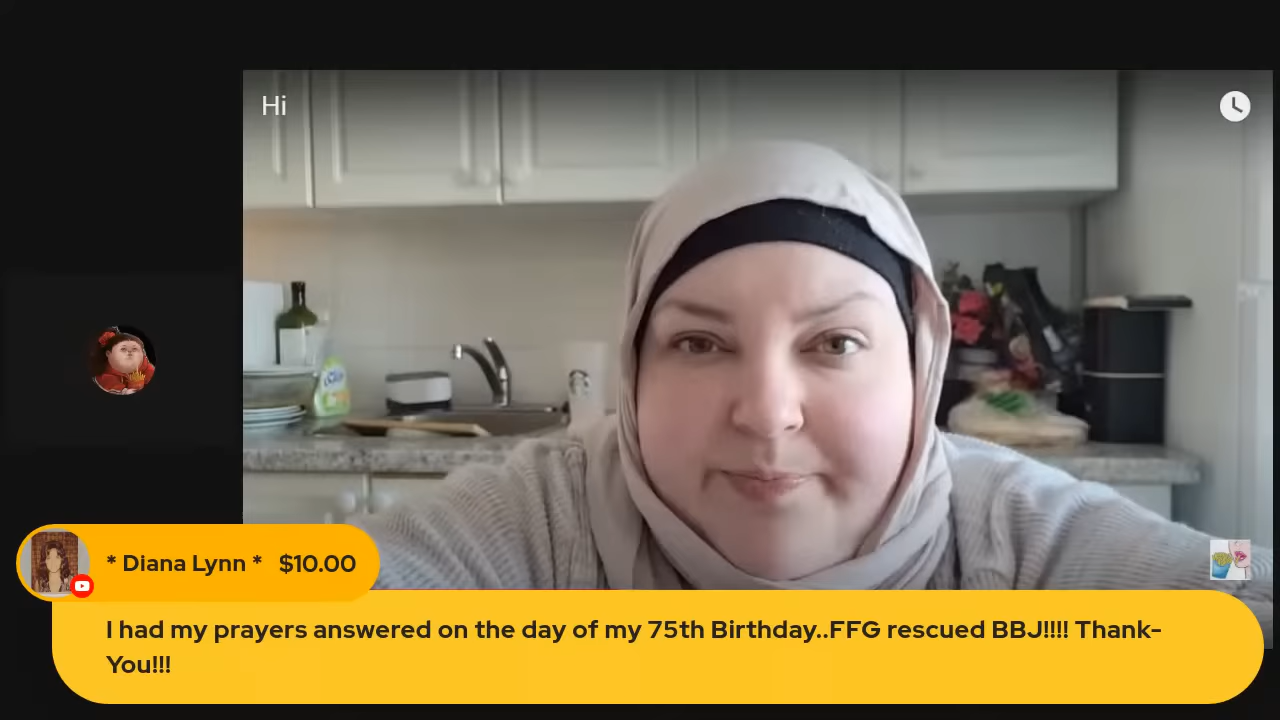 Hi
* Diana Lynn * $10.00
I had my prayers answered on the day of my 75th Birthday..FFG rescued BBJ!!!! Thank-
You!!!